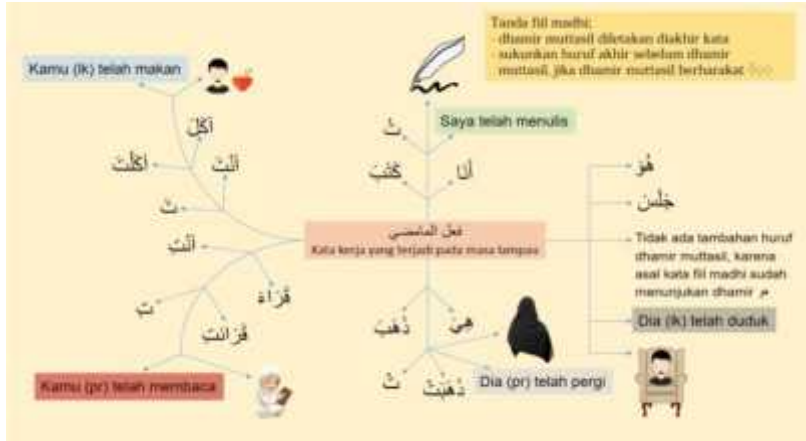 Tanda fiil madhi;
- dhamir muttasil diletakan diakhir kata
- sukunkan huruf akhir sebelum dhamir
muttasil, jika dhamir muttasil berharakat
Kamu (lk) telah makan
أَكَلَ
أَكَلْتَ
أَنْتَ
تَ
Saya telah menulis
تُ
كَتَبَ
أَنَا
هُوَ
جَلَسَ
Tidak ada tambahan huruf
dhamir muttasil, karena
asal kata fiil madhi sudah
menunjukan dhamir
Dia (lk) telah duduk
فعل الماضي
Kata kerja yang terjadi pada masa lampau
أَنْتِ
قَرَاءَ
تِ
قَرَائتِ
Kamu (pr) telah membaca
ذَهَبَ
هِيَ
تْ
ذَهَبَتْ
Dia (pr) telah pergi